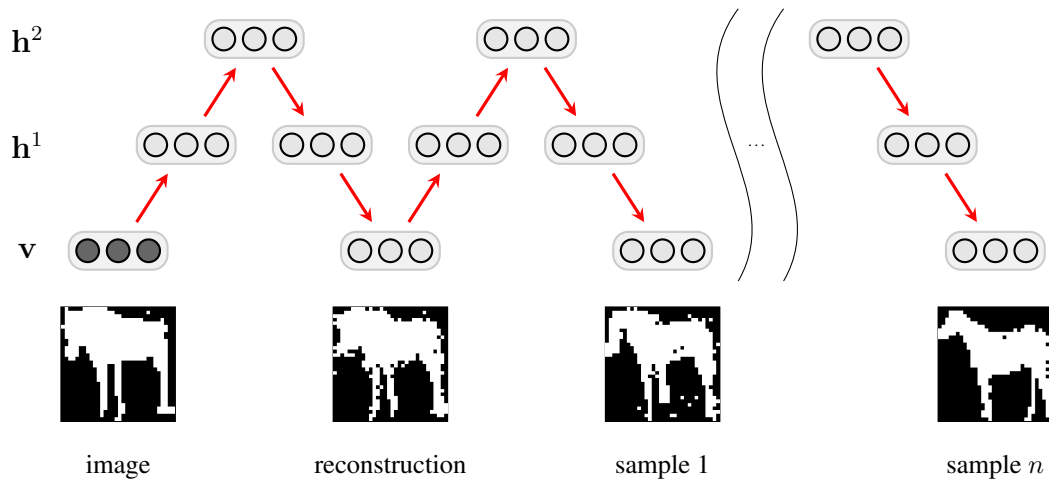 h²
h¹
...
v
image reconstruction sample 1 sample n